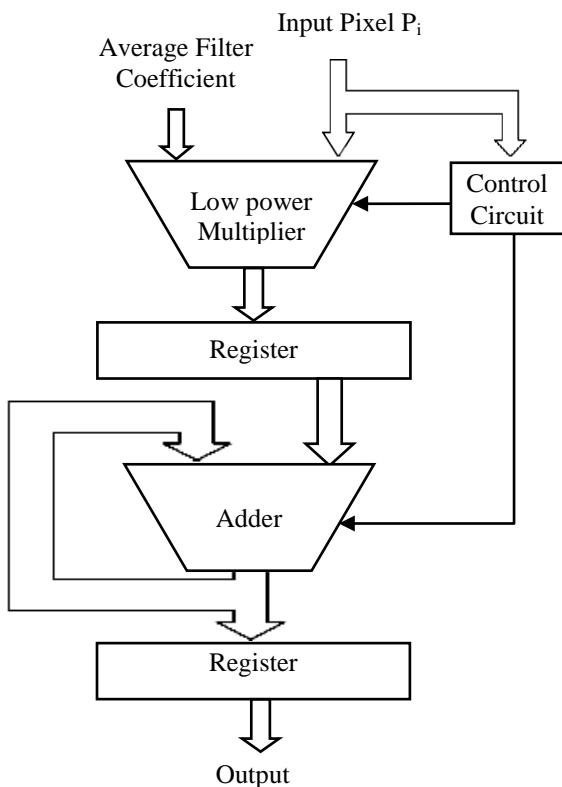 Input Pixel Pi
Average Filter
Coefficient
Low power
Multiplier
Control
Circuit
Register
Adder
Register
Output